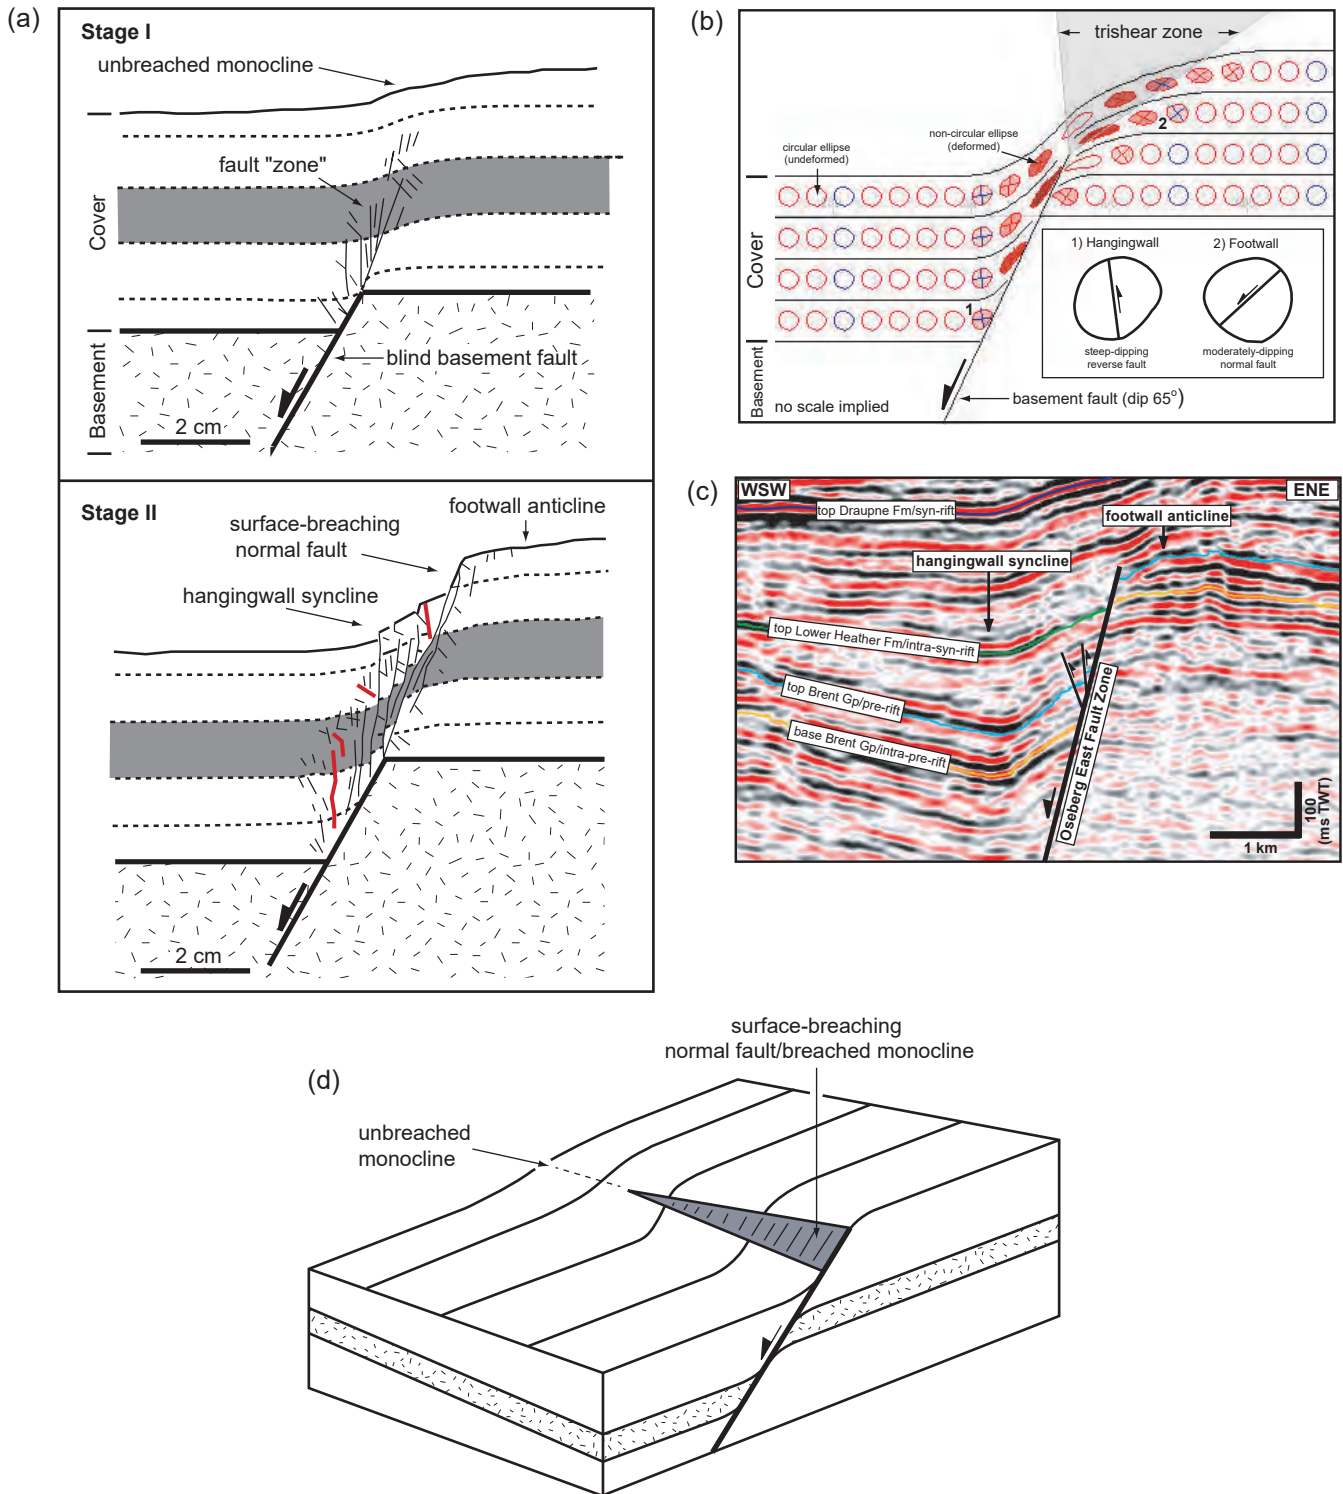 (a)
Stage I
unbreached monocline
fault "zone"
Cover
Basement
blind basement fault
2 cm
Stage II
footwall anticline
surface-breaching
normal fault
hangingwall syncline
2 cm
(b)
trishear zone
non-circular ellipse
(deformed)
circular ellipse
(undeformed)
2
1
Cover
Basement
1) Hangingwall
2) Footwall
steep-dipping
reverse fault
moderately-dipping
normal fault
basement fault (dip 65°)
no scale implied
(c)
WSW
ENE
top Draupne Fm/syn-rift
footwall anticline
hangingwall syncline
top Lower Heather Fm/intra-syn-rift
top Brent Gp/pre-rift
base Brent Gp/intra-pre-rift
Oseberg East Fault Zone
1 km
100
(ms TWT)
(d)
surface-breaching
normal fault/breached monocline
unbreached
monocline